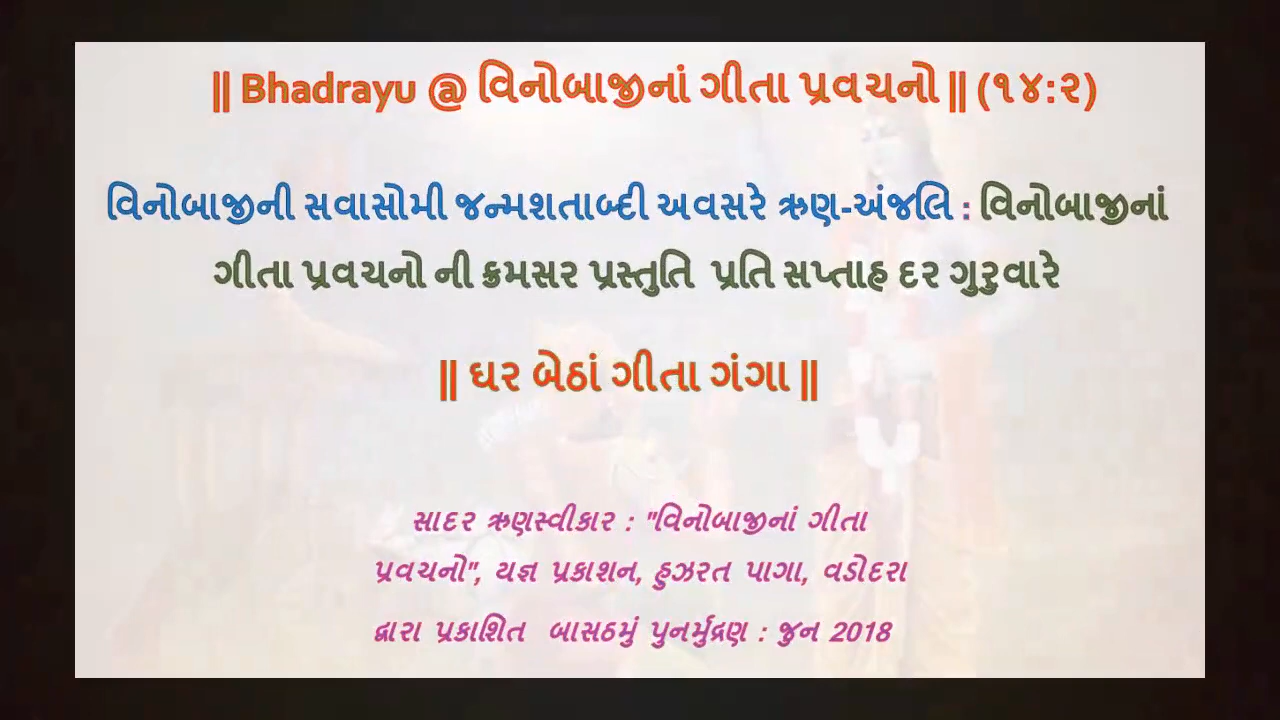 || Bhadrayu @ વિનોબાજીનાં ગીતા પ્રવચનો || (૧૪:૨)
વિનોબાજીની સવાસોમી જન્મશતાબ્દી અવસરે ઋણ-અંજલિ : વિનોબાજીનાં
ગીતા પ્રવચનો ની ક્રમસર પ્રસ્તુતિ પ્રતિ સપ્તાહ દર ગુરુવારે
|| ઘર બેઠાં ગીતા ગંગા ||
સાદર ઋણસ્વીકાર : "વિનોબાજીનાં ગીતા
પ્રવચનો", યજ્ઞ પ્રકાશન, હુઝરત પાગા, વડોદરા
દ્વારા પ્રકાશિત બાસઠમું પુનર્મુદ્રણ : જુન 2018